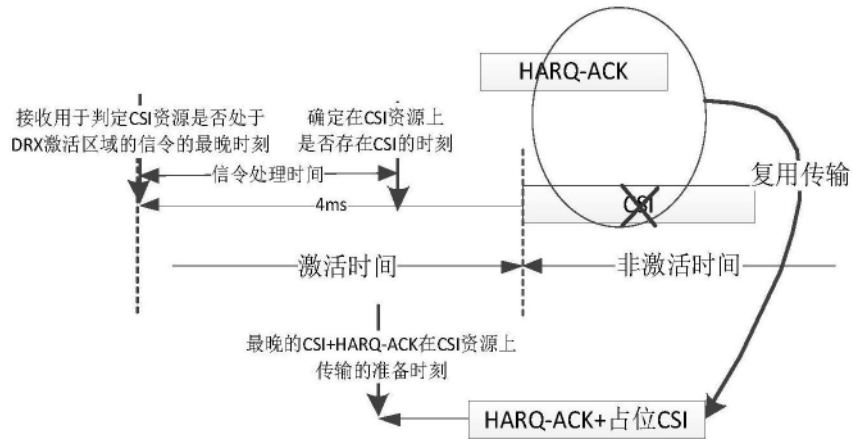 HARQ-ACK
接收用于判定CSI资源是否处于
DRX激活区域的信令的最晚时刻
确定在CSI资源上
是否存在CSI的时刻
信令处理时间
复用传输
4ms
CSI
激活时间
非激活时间
最晚的CSI+HARQ-ACK在CSI资源上
传输的准备时刻
HARQ-ACK+占位CSI